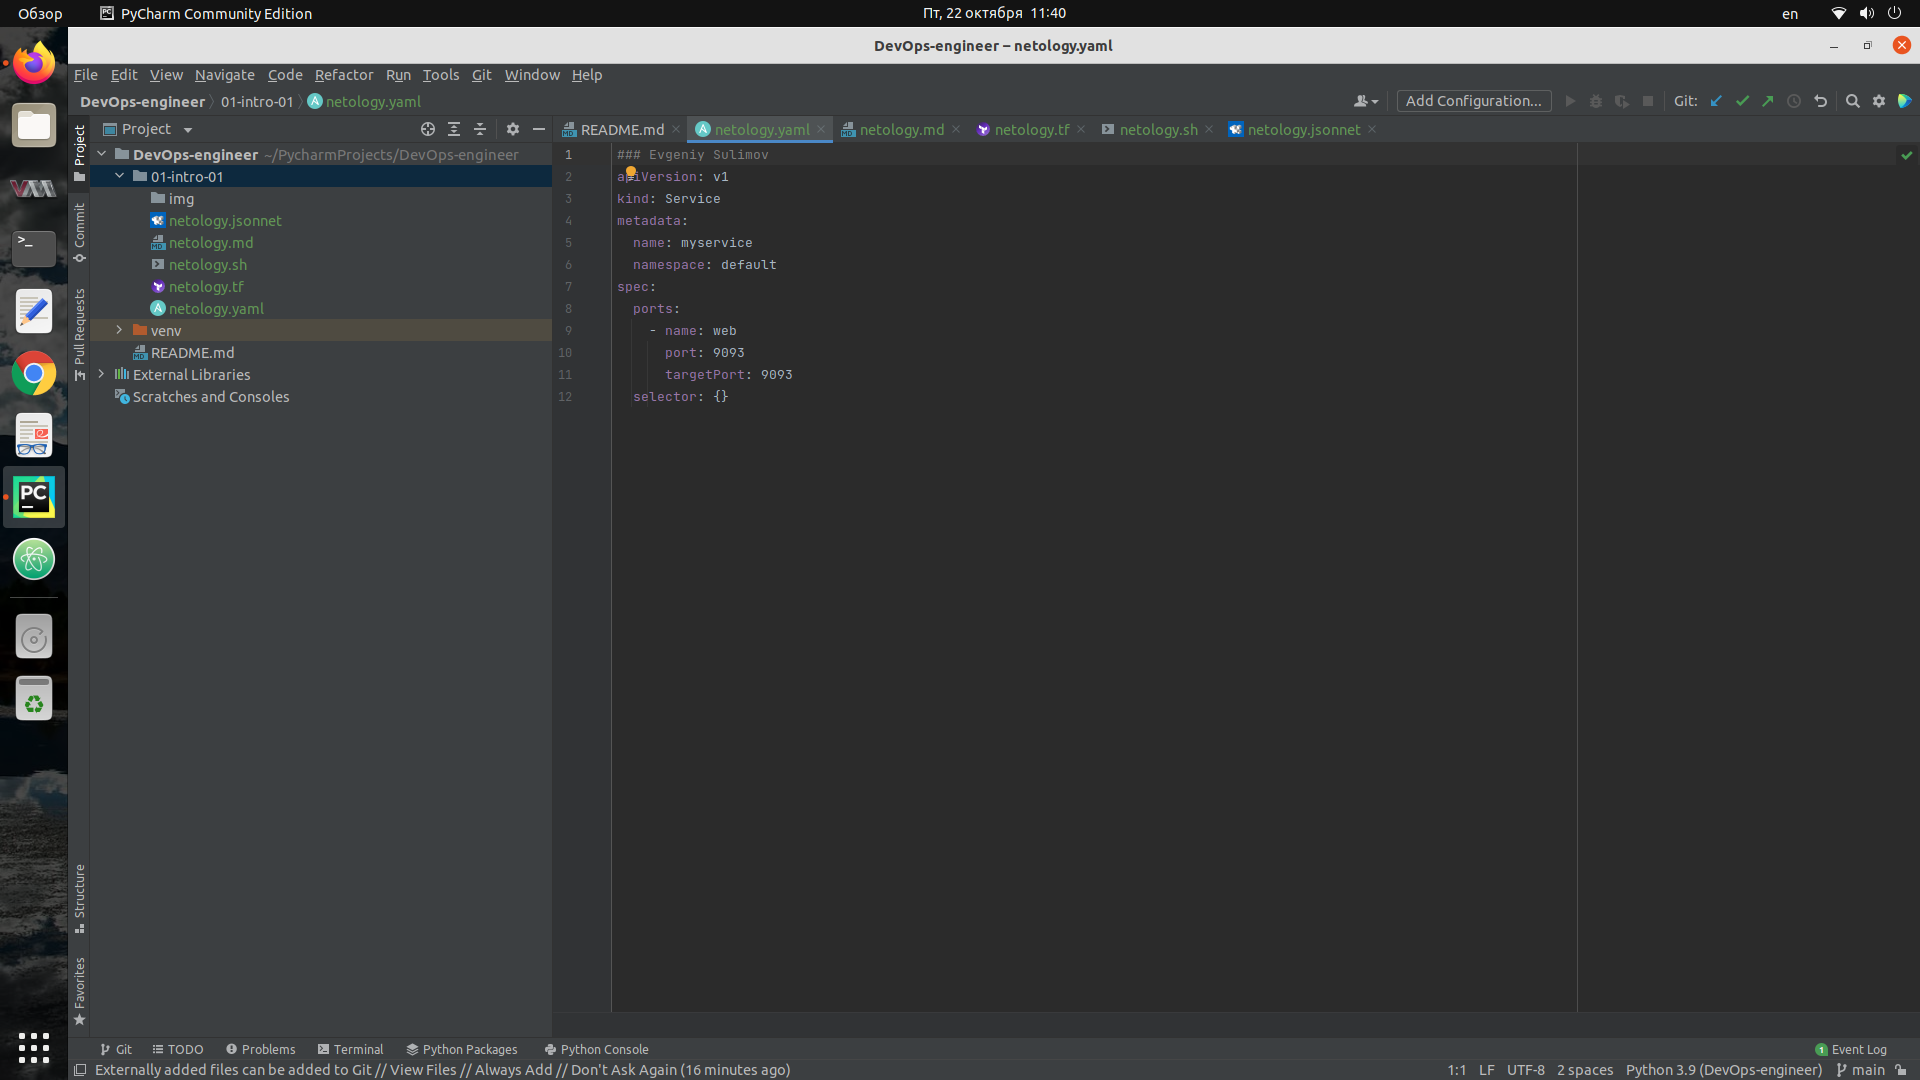 Обзор
PyCharm Community Edition
Пт, 22 октября 11:40
en
DevOps-engineer – netology.yaml
File Edit View Navigate Code Refactor Run Tools Git Window Help
DevOps-engineer 01-intro-01 netology.yaml
Add Configuration...
Git:
Project
README.md
netology.yaml
netology.md
netology.tf
netology.sh
netology.jsonnet
Project
Commit
Pull Requests
Structure
Favorites
DevOps-engineer ~/PycharmProjects/DevOps-engineer
01-intro-01
img
netology.jsonnet
netology.md
netology.sh
netology.tf
netology.yaml
venv
README.md
External Libraries
Scratches and Consoles
1 ### Evgeniy Sulimov
2 apiVersion: v1
3 kind: Service
4 metadata:
5 name: myservice
6 namespace: default
7 spec:
8 ports:
9 - name: web
10 port: 9093
11 targetPort: 9093
12 selector: {}
VM
>_
PC
Git TODO Problems Terminal Python Packages Python Console
1 Event Log
Externally added files can be added to Git // View Files // Always Add // Don't Ask Again (16 minutes ago)
1:1 LF UTF-8 2 spaces Python 3.9 (DevOps-engineer) main